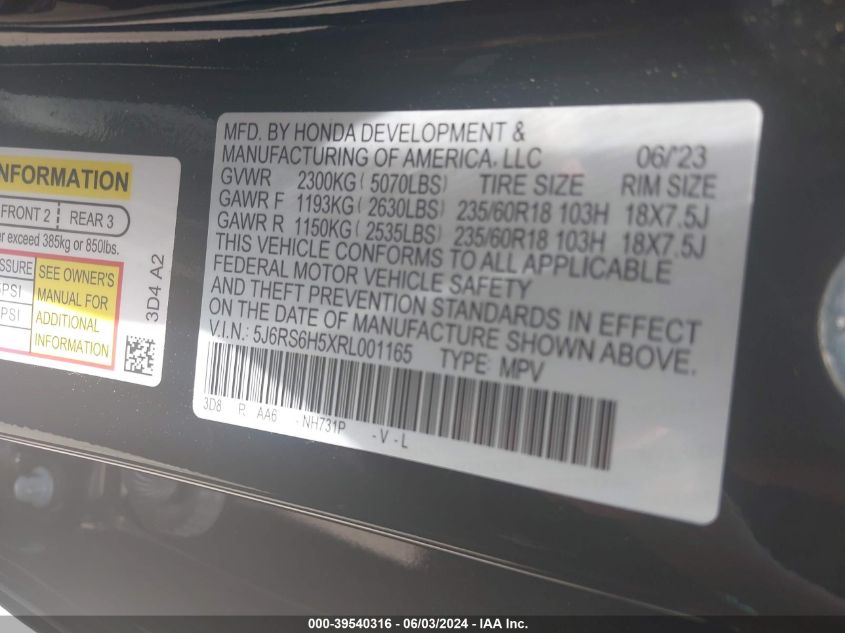 NFORMATION
FRONT 2 REAR 3
er exceed 385kg or 850lbs.
SSURE
SEE OWNER'S
MANUAL FOR
ADDITIONAL
INFORMATION
PSI
PSI
3D4 A2
MFD. BY HONDA DEVELOPMENT &
MANUFACTURING OF AMERICA, LLC 06/'23
GVWR 2300KG ( 5070LBS) TIRE SIZE RIM SIZE
GAWR F 1193KG ( 2630LBS) 235/60R18 103H 18X7.5J
GAWR R 1150KG ( 2535LBS) 235/60R18 103H 18X7.5J
THIS VEHICLE CONFORMS TO ALL APPLICABLE
FEDERAL MOTOR VEHICLE SAFETY
AND THEFT PREVENTION STANDARDS IN EFFECT
ON THE DATE OF MANUFACTURE SHOWN ABOVE.
V.I.N.: 5J6RS6H5XRL001165 TYPE: MPV
3D8 R AA6 - NH731P - V - L
000-39540316 - 06/03/2024 - IAA Inc.